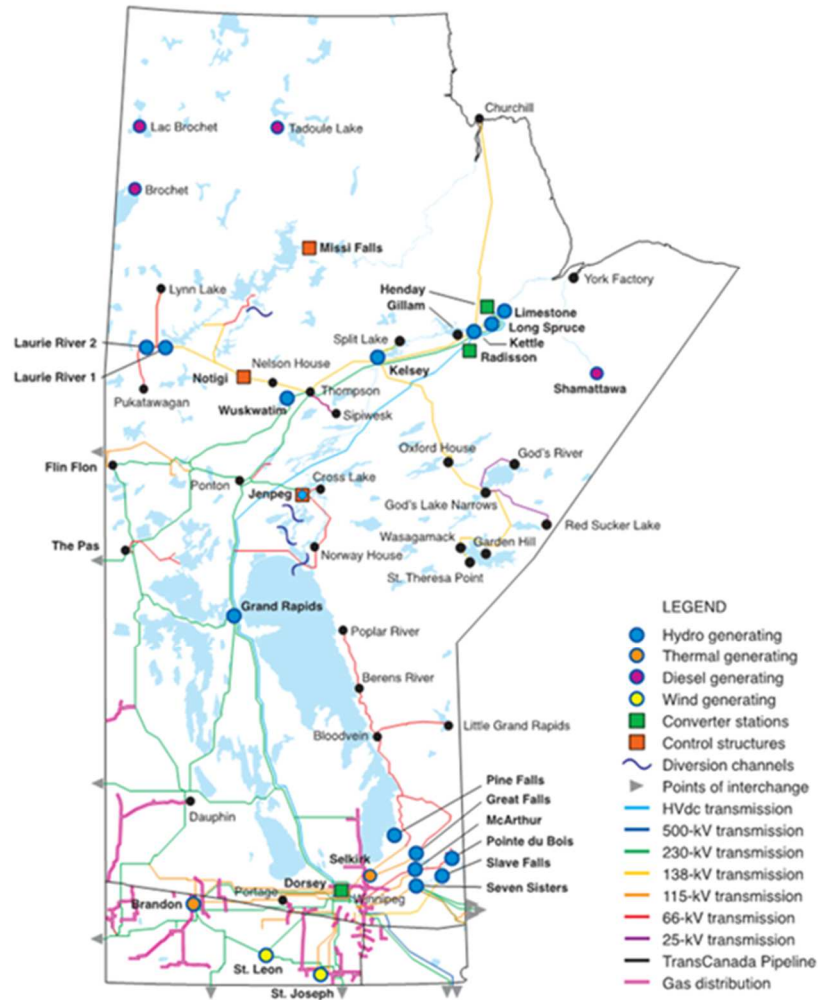 Churchill
Lac Brochet
Tadoule Lake
Brochet
Missi Falls
York Factory
Lynn Lake
Henday
Gillam
Limestone
Long Spruce
Kettle
Radisson
Laurie River 2
Split Lake
Laurie River 1
Notigi
Nelson House
Kelsey
Shamattawa
Pukatawagan
Thompson
Wuskwatim
Sipiwesk
Oxford House
God's River
Flin Flon
Ponton
Cross Lake
Jenpeg
God's Lake Narrows
Red Sucker Lake
The Pas
Norway House
Wasagamack
Garden Hill
St. Theresa Point
Grand Rapids
Poplar River
Berens River
Bloodvein
Little Grand Rapids
Dauphin
Pine Falls
Great Falls
McArthur
Pointe du Bois
Slave Falls
Seven Sisters
Selkirk
Dorsey
Portage
Winnipeg
Brandon
St. Leon
St. Joseph
LEGEND
Hydro generating
Thermal generating
Diesel generating
Wind generating
Converter stations
Control structures
Diversion channels
Points of interchange
HVdc transmission
500-kV transmission
230-kV transmission
138-kV transmission
115-kV transmission
66-kV transmission
25-kV transmission
TransCanada Pipeline
Gas distribution